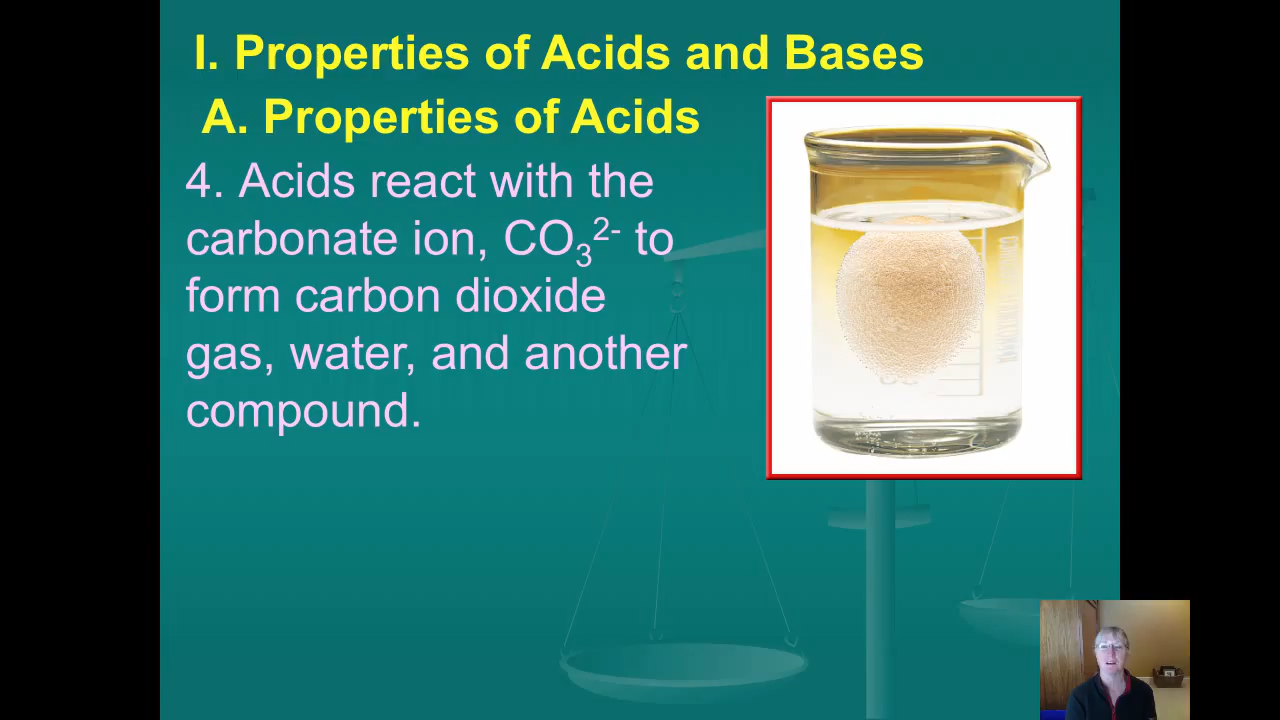 I. Properties of Acids and Bases
A. Properties of Acids
4. Acids react with the
carbonate ion, CO₃²⁻ to
form carbon dioxide
gas, water, and another
compound.